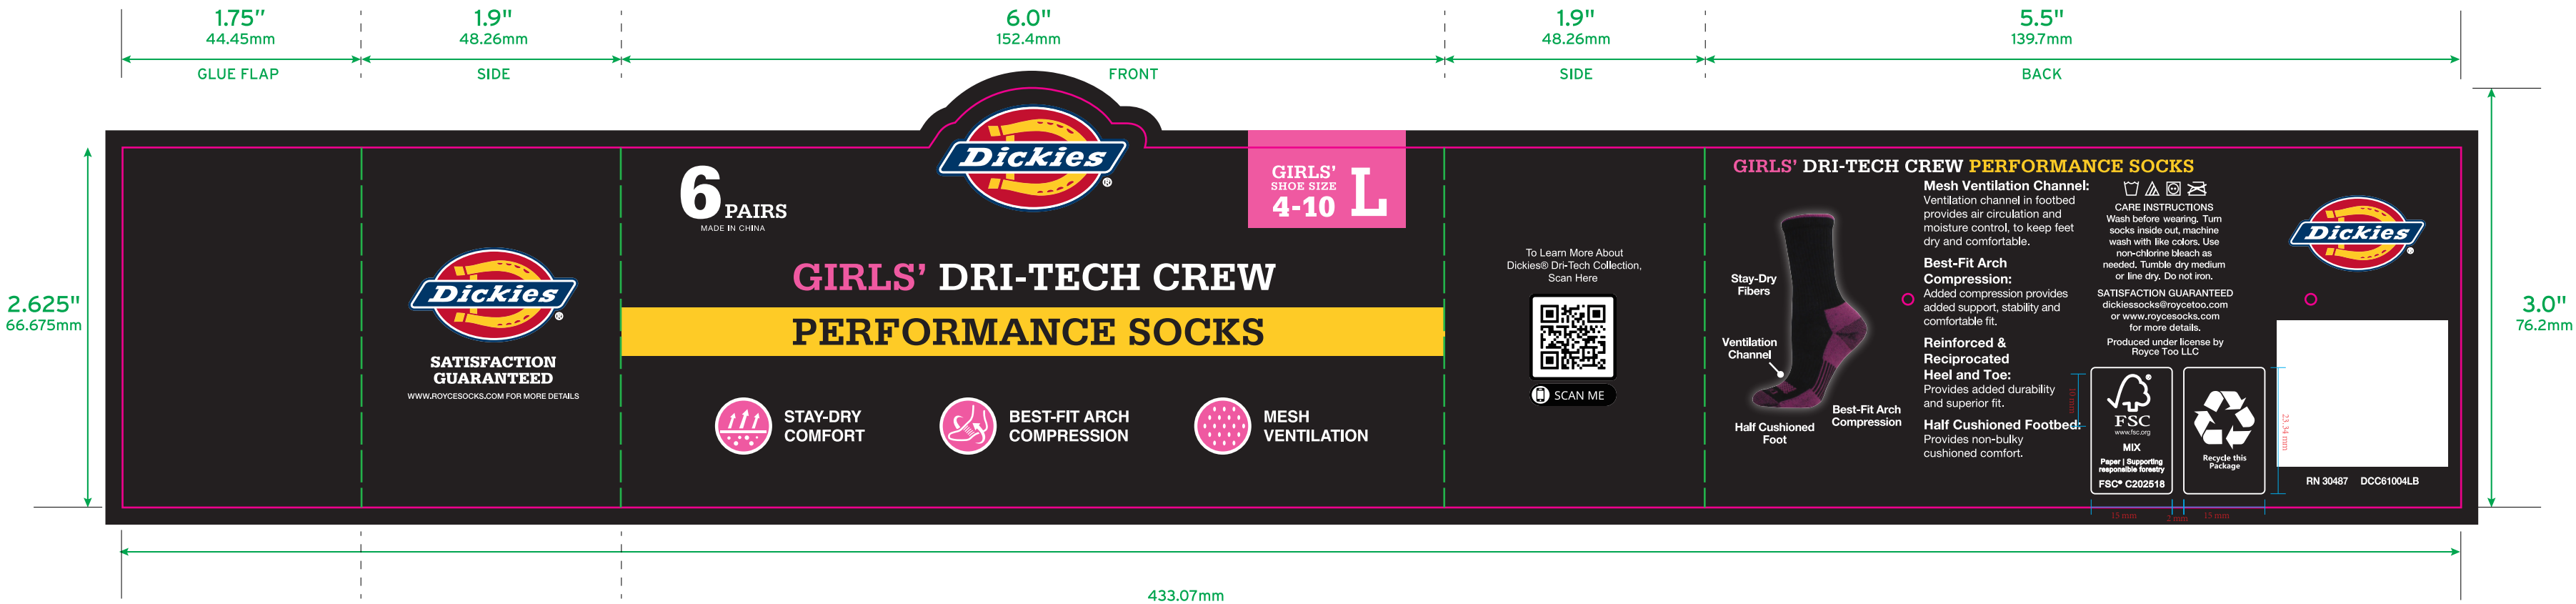 1.75"
44.45mm
GLUE FLAP
1.9"
48.26mm
SIDE
6.0"
152.4mm
FRONT
1.9"
48.26mm
SIDE
5.5"
139.7mm
BACK
2.625"
66.675mm
Dickies
®
SATISFACTION
GUARANTEED
WWW.ROYCESOCKS.COM FOR MORE DETAILS
6 PAIRS
MADE IN CHINA
Dickies
®
GIRLS'
SHOE SIZE
4-10
L
GIRLS' DRI-TECH CREW
PERFORMANCE SOCKS
STAY-DRY
COMFORT
BEST-FIT ARCH
COMPRESSION
MESH
VENTILATION
To Learn More About
Dickies® Dri-Tech Collection,
Scan Here
SCAN ME
GIRLS' DRI-TECH CREW PERFORMANCE SOCKS
Stay-Dry
Fibers
Ventilation
Channel
Half Cushioned
Foot
Best-Fit Arch
Compression
Mesh Ventilation Channel:
Ventilation channel in footbed
provides air circulation and
moisture control, to keep feet
dry and comfortable.
Best-Fit Arch
Compression:
Added compression provides
added support, stability and
comfortable fit.
Reinforced &
Reciprocated
Heel and Toe:
Provides added durability
and superior fit.
Half Cushioned Footbed:
Provides non-bulky
cushioned comfort.
CARE INSTRUCTIONS
Wash before wearing. Turn
socks inside out, machine
wash with like colors. Use
non-chlorine bleach as
needed. Tumble dry medium
or line dry. Do not iron.
SATISFACTION GUARANTEED
dickiessocks@roycetoo.com
or www.roycesocks.com
for more details.
Produced under license by
Royce Too LLC
10 mm
®
FSC
www.fsc.org
MIX
Paper | Supporting
responsible forestry
FSC® C202518
Recycle this
Package
23.34 mm
15 mm
2 mm
15 mm
Dickies
®
RN 30487 DCC61004LB
3.0"
76.2mm
433.07mm